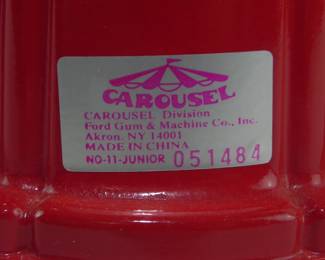 CAROUSEL
CAROUSEL Division
Ford Gum & Machine Co., Inc.
Akron, NY 14001
MADE IN CHINA
NO-11-JUNIOR 051484